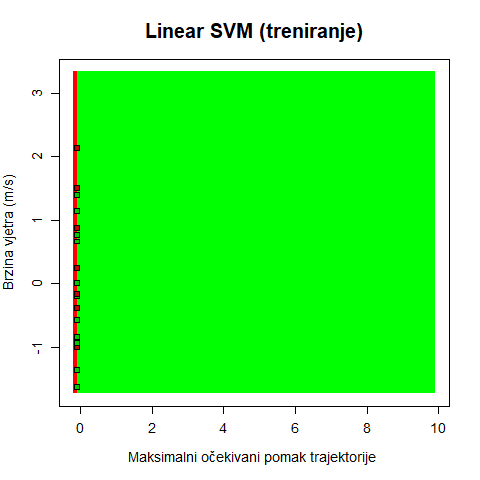 Linear SVM (treniranje)
Brzina vjetra (m/s)
3
2
1
0
-1
0 2 4 6 8 10
Maksimalni očekivani pomak trajektorije